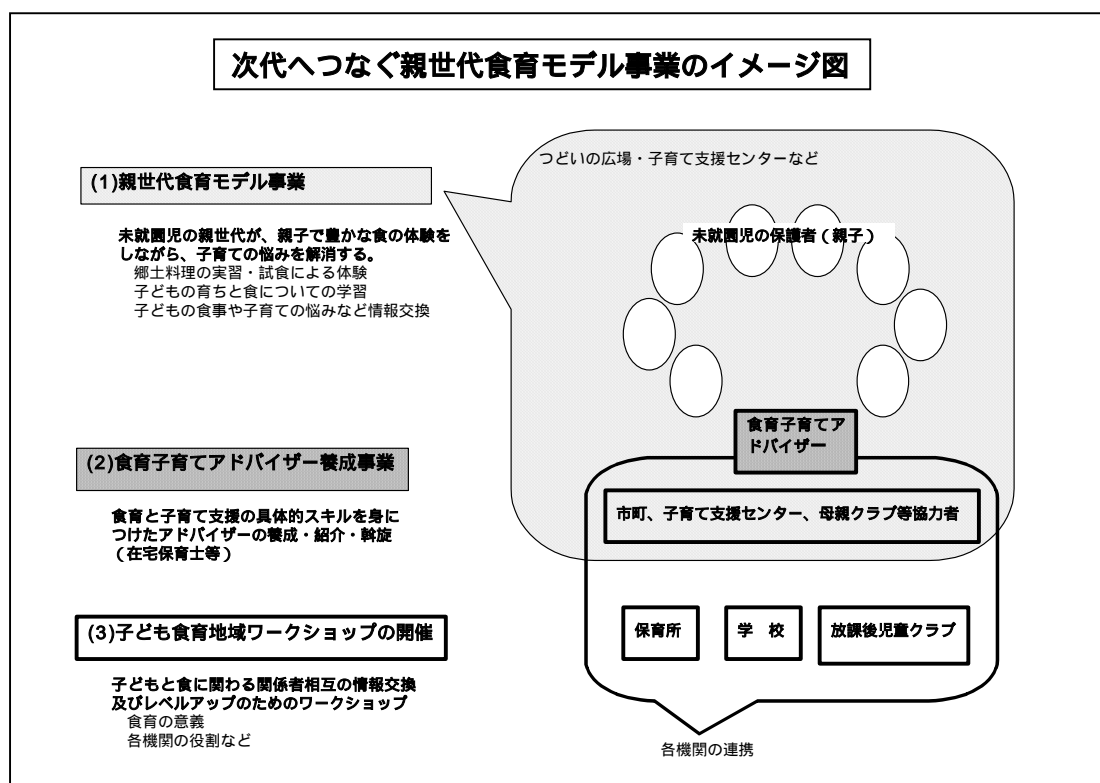 次代へつなぐ親世代食育モデル事業のイメージ図
(1)親世代食育モデル事業
未就園児の親世代が、親子で豊かな食の体験を
しながら、子育ての悩みを解消する。
郷土料理の実習・試食による体験
子どもの育ちと食についての学習
子どもの食事や子育ての悩みなど情報交換
つどいの広場・子育て支援センターなど
未就園児の保護者（親子）
食育子育てア
ドバイザー
(2)食育子育てアドバイザー養成事業
食育と子育て支援の具体的スキルを身に
つけたアドバイザーの養成・紹介・斡旋
（在宅保育士等）
市町、子育て支援センター、母親クラブ等協力者
保育所
学　校
放課後児童クラブ
(3)子ども食育地域ワークショップの開催
子どもと食に関わる関係者相互の情報交換
及びレベルアップのためのワークショップ
食育の意義
各機関の役割など
各機関の連携